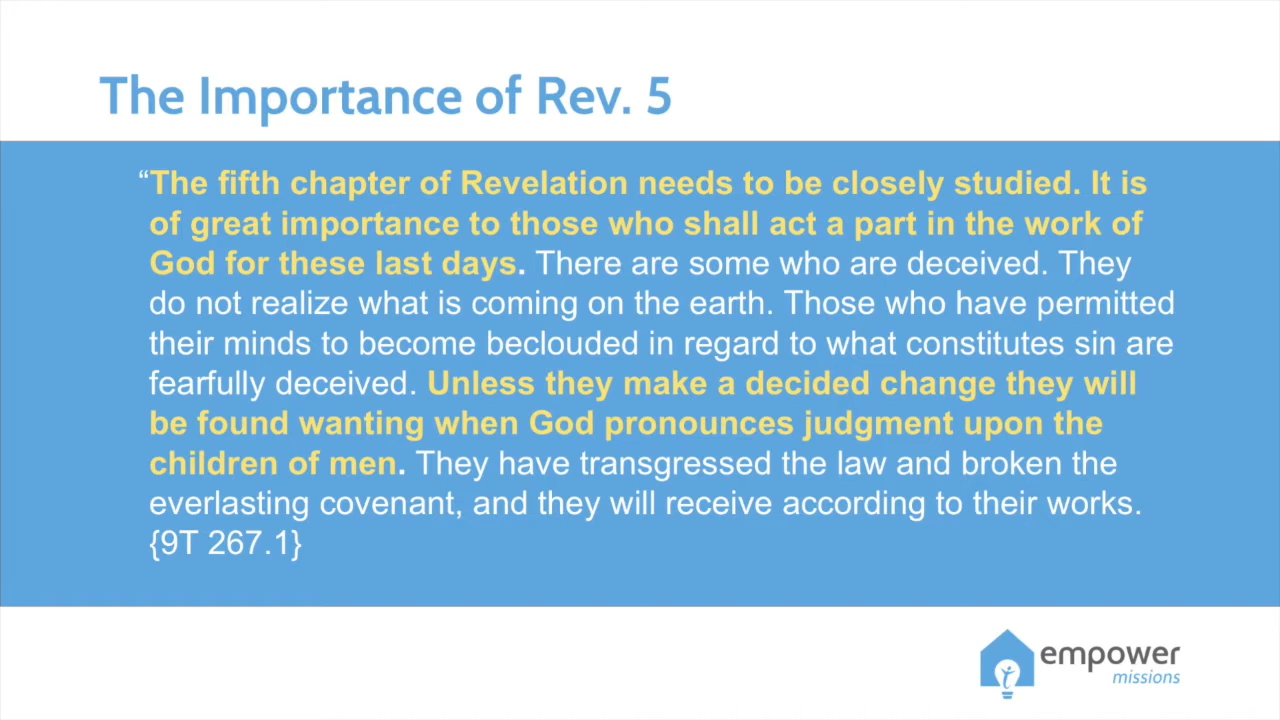 The Importance of Rev. 5
“The fifth chapter of Revelation needs to be closely studied. It is
of great importance to those who shall act a part in the work of
God for these last days. There are some who are deceived. They
do not realize what is coming on the earth. Those who have permitted
their minds to become beclouded in regard to what constitutes sin are
fearfully deceived. Unless they make a decided change they will
be found wanting when God pronounces judgment upon the
children of men. They have transgressed the law and broken the
everlasting covenant, and they will receive according to their works.
{9T 267.1}
empower
missions